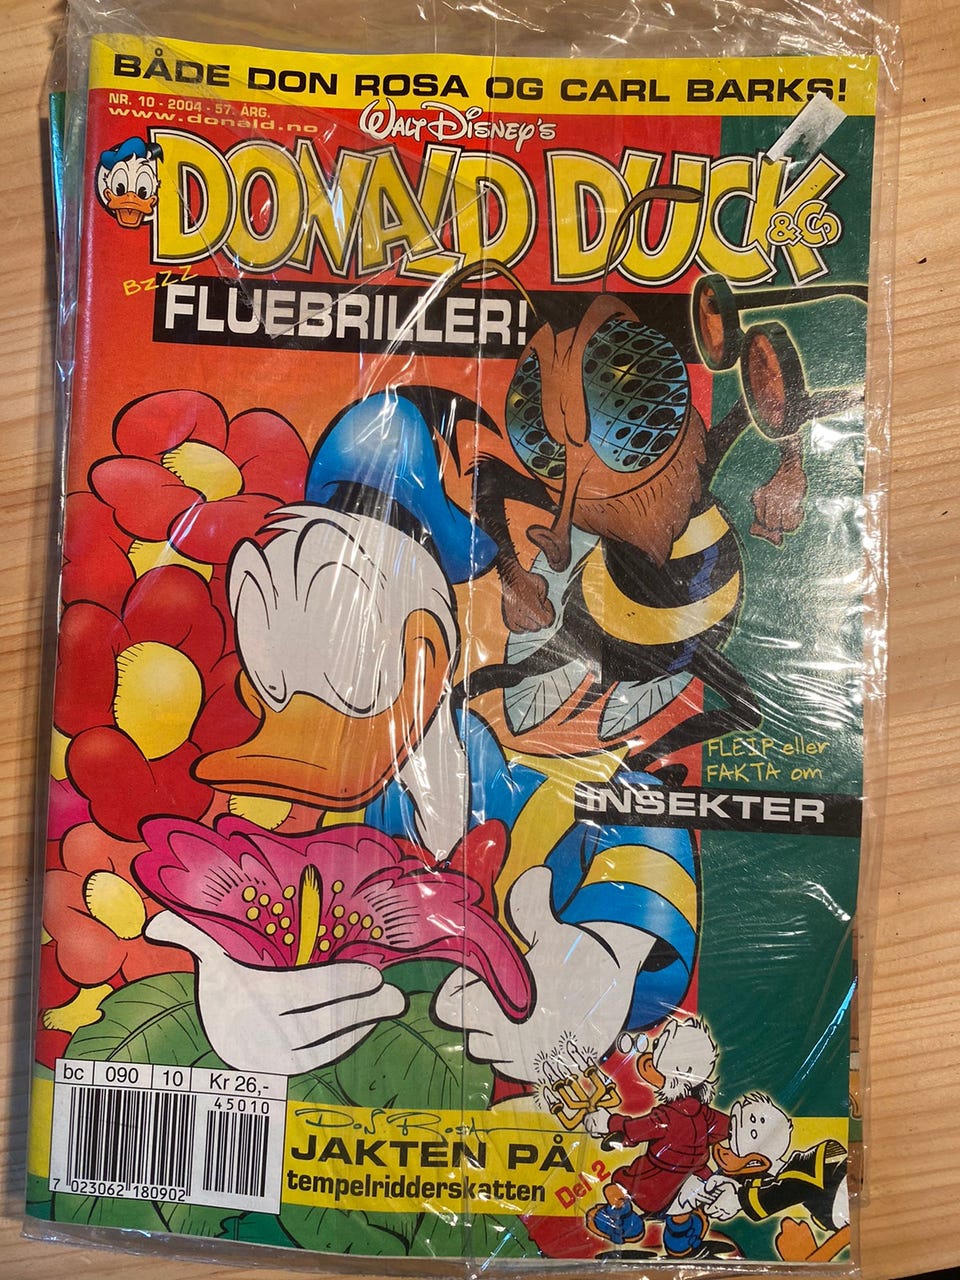 BÅDE DON ROSA OG CARL BARKS!
NR. 10 - 2004 - 57. ÅRG.
www.donald.no
WALT DISNEY'S
DONALD DUCK
& Co
BZZZ
FLUEBRILLER!
FLEIP eller
FAKTA om
INSEKTER
bc 090 10 Kr 26,-
45010
7 023062 180902
DON ROSA
JAKTEN PÅ
tempelridderskatten
Del 2